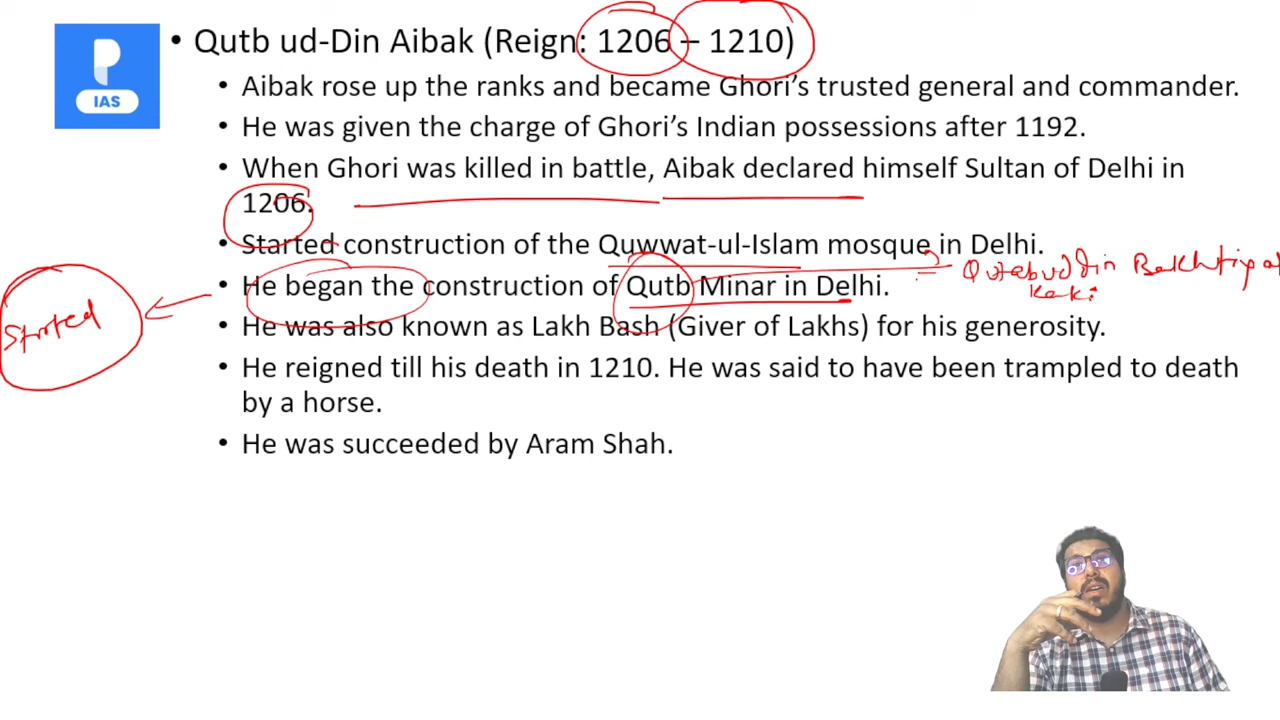 P
IAS
• Qutb ud-Din Aibak (Reign: 1206 – 1210)
• Aibak rose up the ranks and became Ghori’s trusted general and commander.
• He was given the charge of Ghori’s Indian possessions after 1192.
• When Ghori was killed in battle, Aibak declared himself Sultan of Delhi in
1206.
• Started construction of the Quwwat-ul-Islam mosque in Delhi.
Qutubuddin Bakhtiyar
Kaki
• He began the construction of Qutb Minar in Delhi.
Started
• He was also known as Lakh Bash (Giver of Lakhs) for his generosity.
• He reigned till his death in 1210. He was said to have been trampled to death
by a horse.
• He was succeeded by Aram Shah.